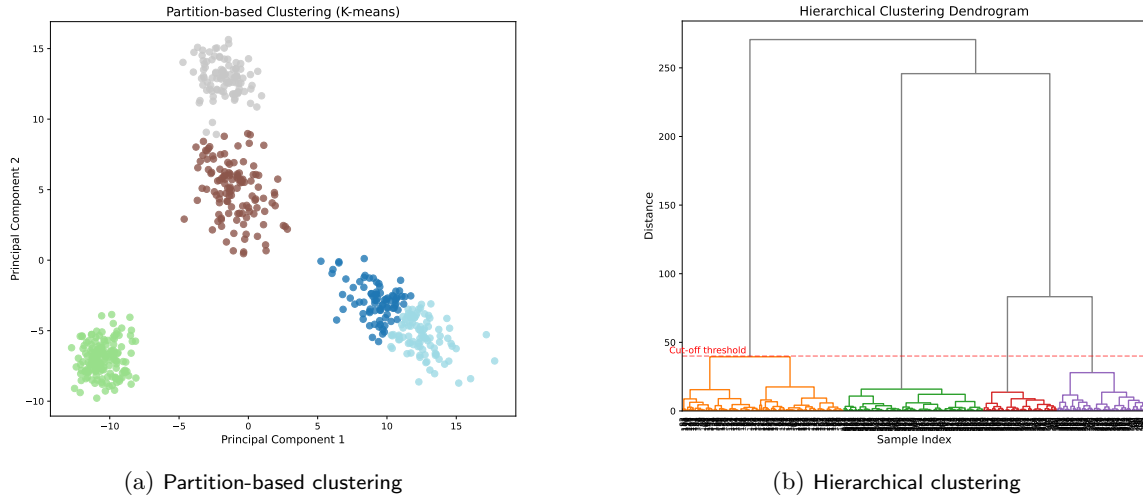 Partition-based Clustering (K-means)
15
10
5
0
−5
−10
Principal Component 2
−10
−5
0
5
10
15
Principal Component 1
(a) Partition-based clustering
Hierarchical Clustering Dendrogram
250
200
150
100
50
0
Distance
Cut-off threshold
Sample Index
(b) Hierarchical clustering